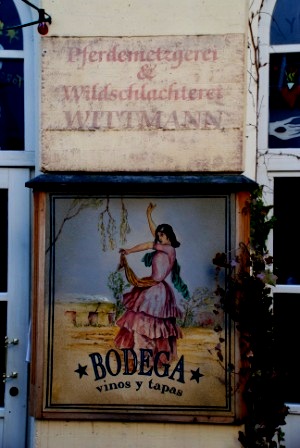 Pferdemetzgerei
&
Wildschlachterei
WITTMANN
BODEGA
vinos y tapas